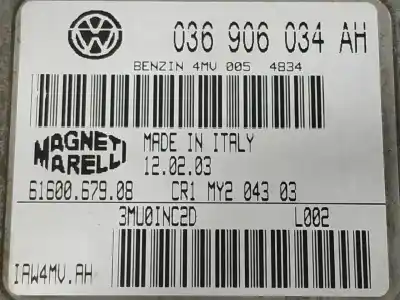 036 906 034 AH
BENZIN 4MV 005 4834
MAGNETI
MARELLI
MADE IN ITALY
12.02.03
61600.679.08 CR1 MY2 043 03
3MU0INC2D L002
IAW4MV.AH